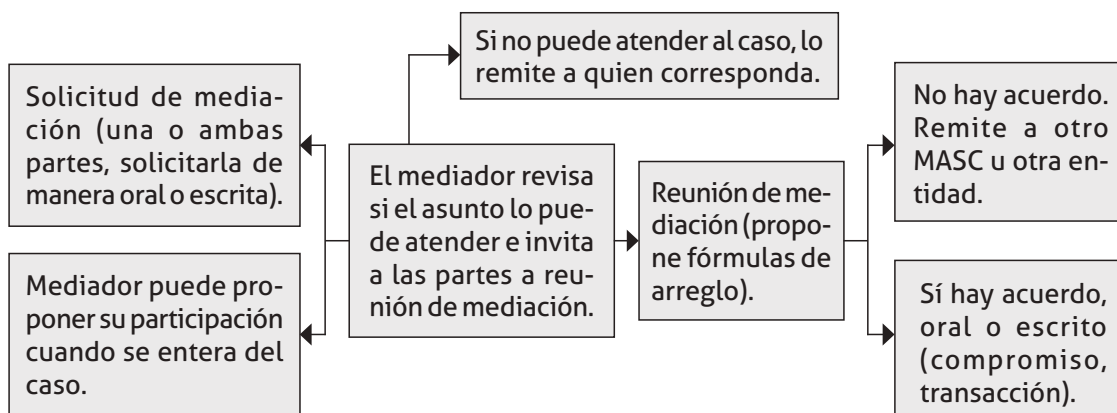 Si no puede atender al caso, lo
remite a quien corresponda.
Solicitud de media-
ción (una o ambas
partes, solicitarla de
manera oral o escrita).
Mediador puede pro-
poner su participación
cuando se entera del
caso.
El mediador revisa
si el asunto lo pue-
de atender e invita
a las partes a reu-
nión de mediación.
Reunión de me-
diación (propo-
ne fórmulas de
arreglo).
No hay acuerdo.
Remite a otro
MASC u otra en-
tidad.
Sí hay acuerdo,
oral o escrito
(compromiso,
transacción).